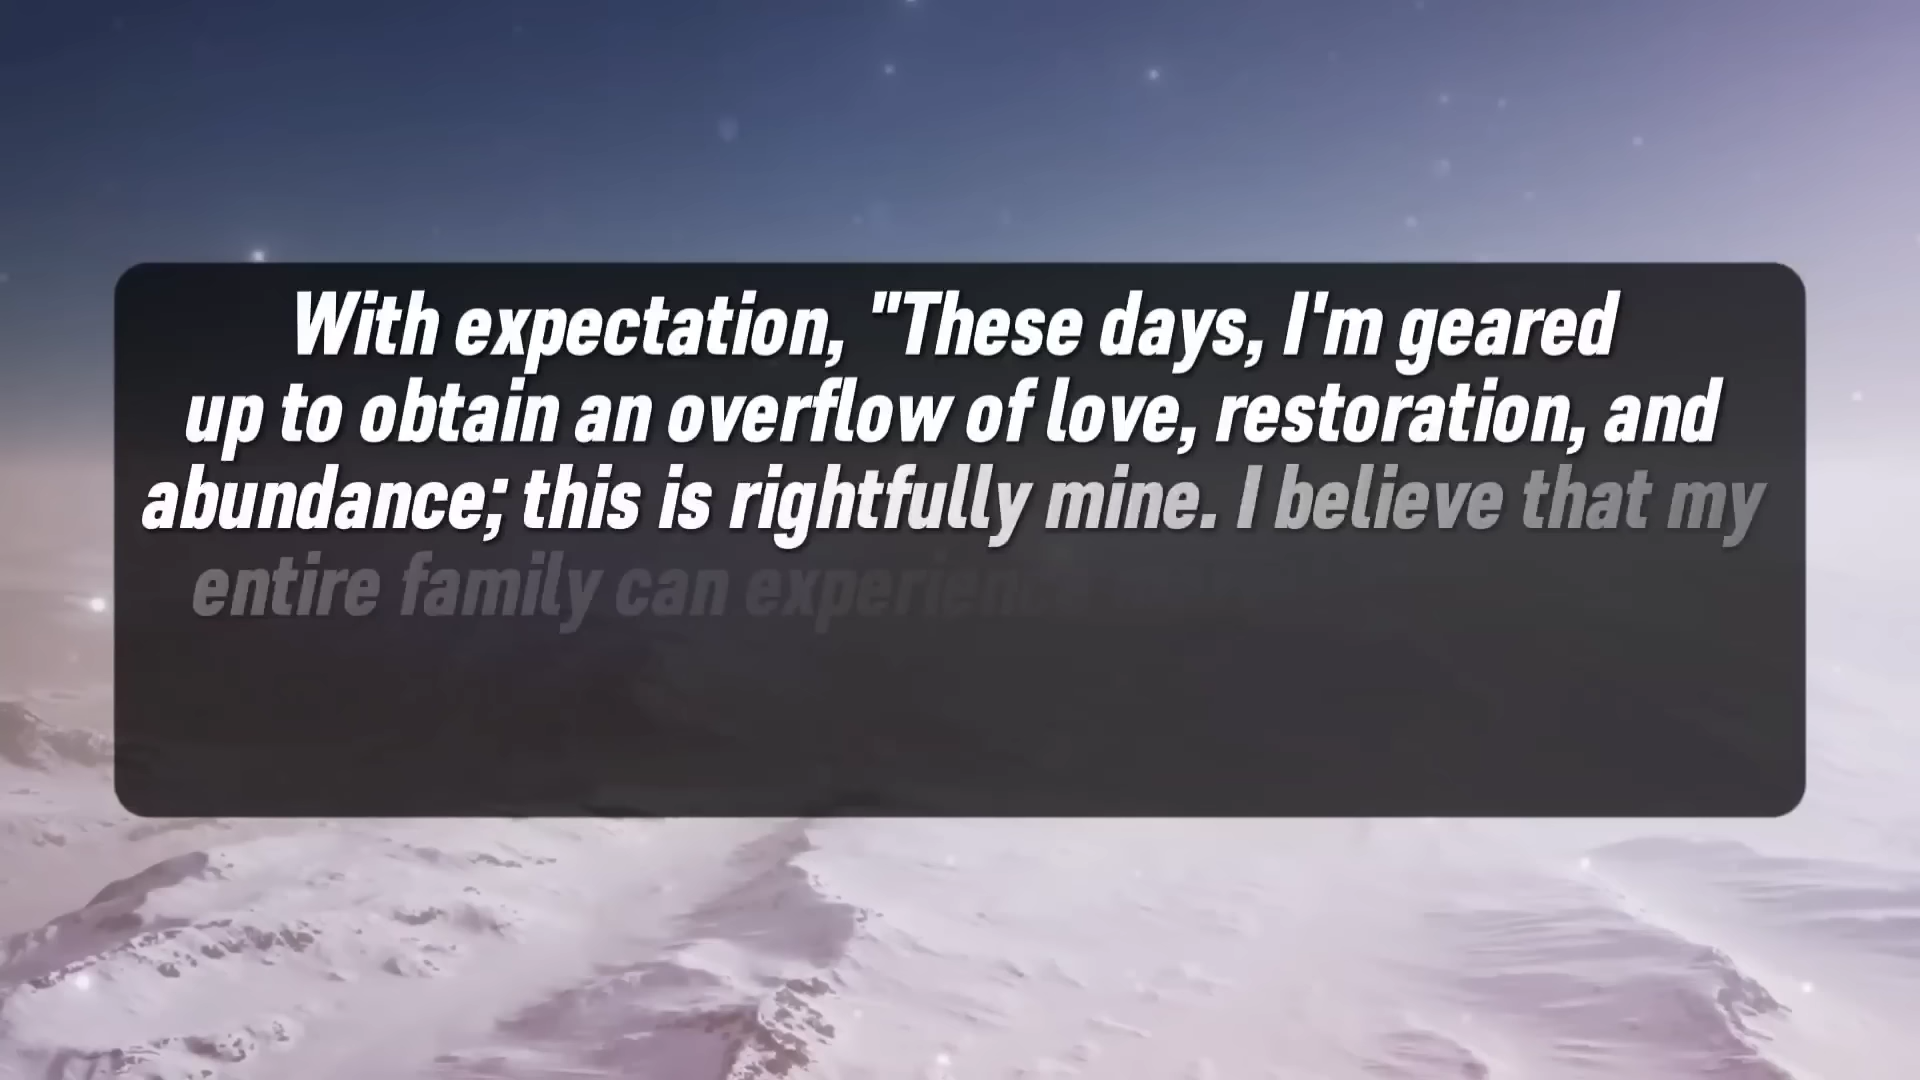 With expectation, "These days, I'm geared
up to obtain an overflow of love, restoration, and
abundance; this is rightfully mine. I believe that my
entire family can experience